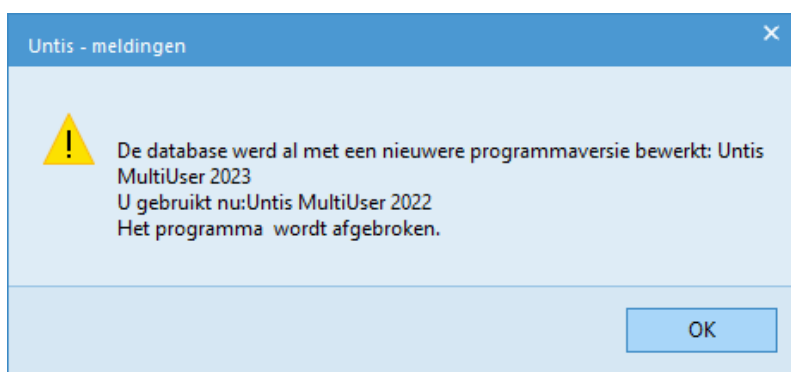 Untis - meldingen
De database werd al met een nieuwere programmaversie bewerkt: Untis
MultiUser 2023
U gebruikt nu:Untis MultiUser 2022
Het programma  wordt afgebroken.
OK